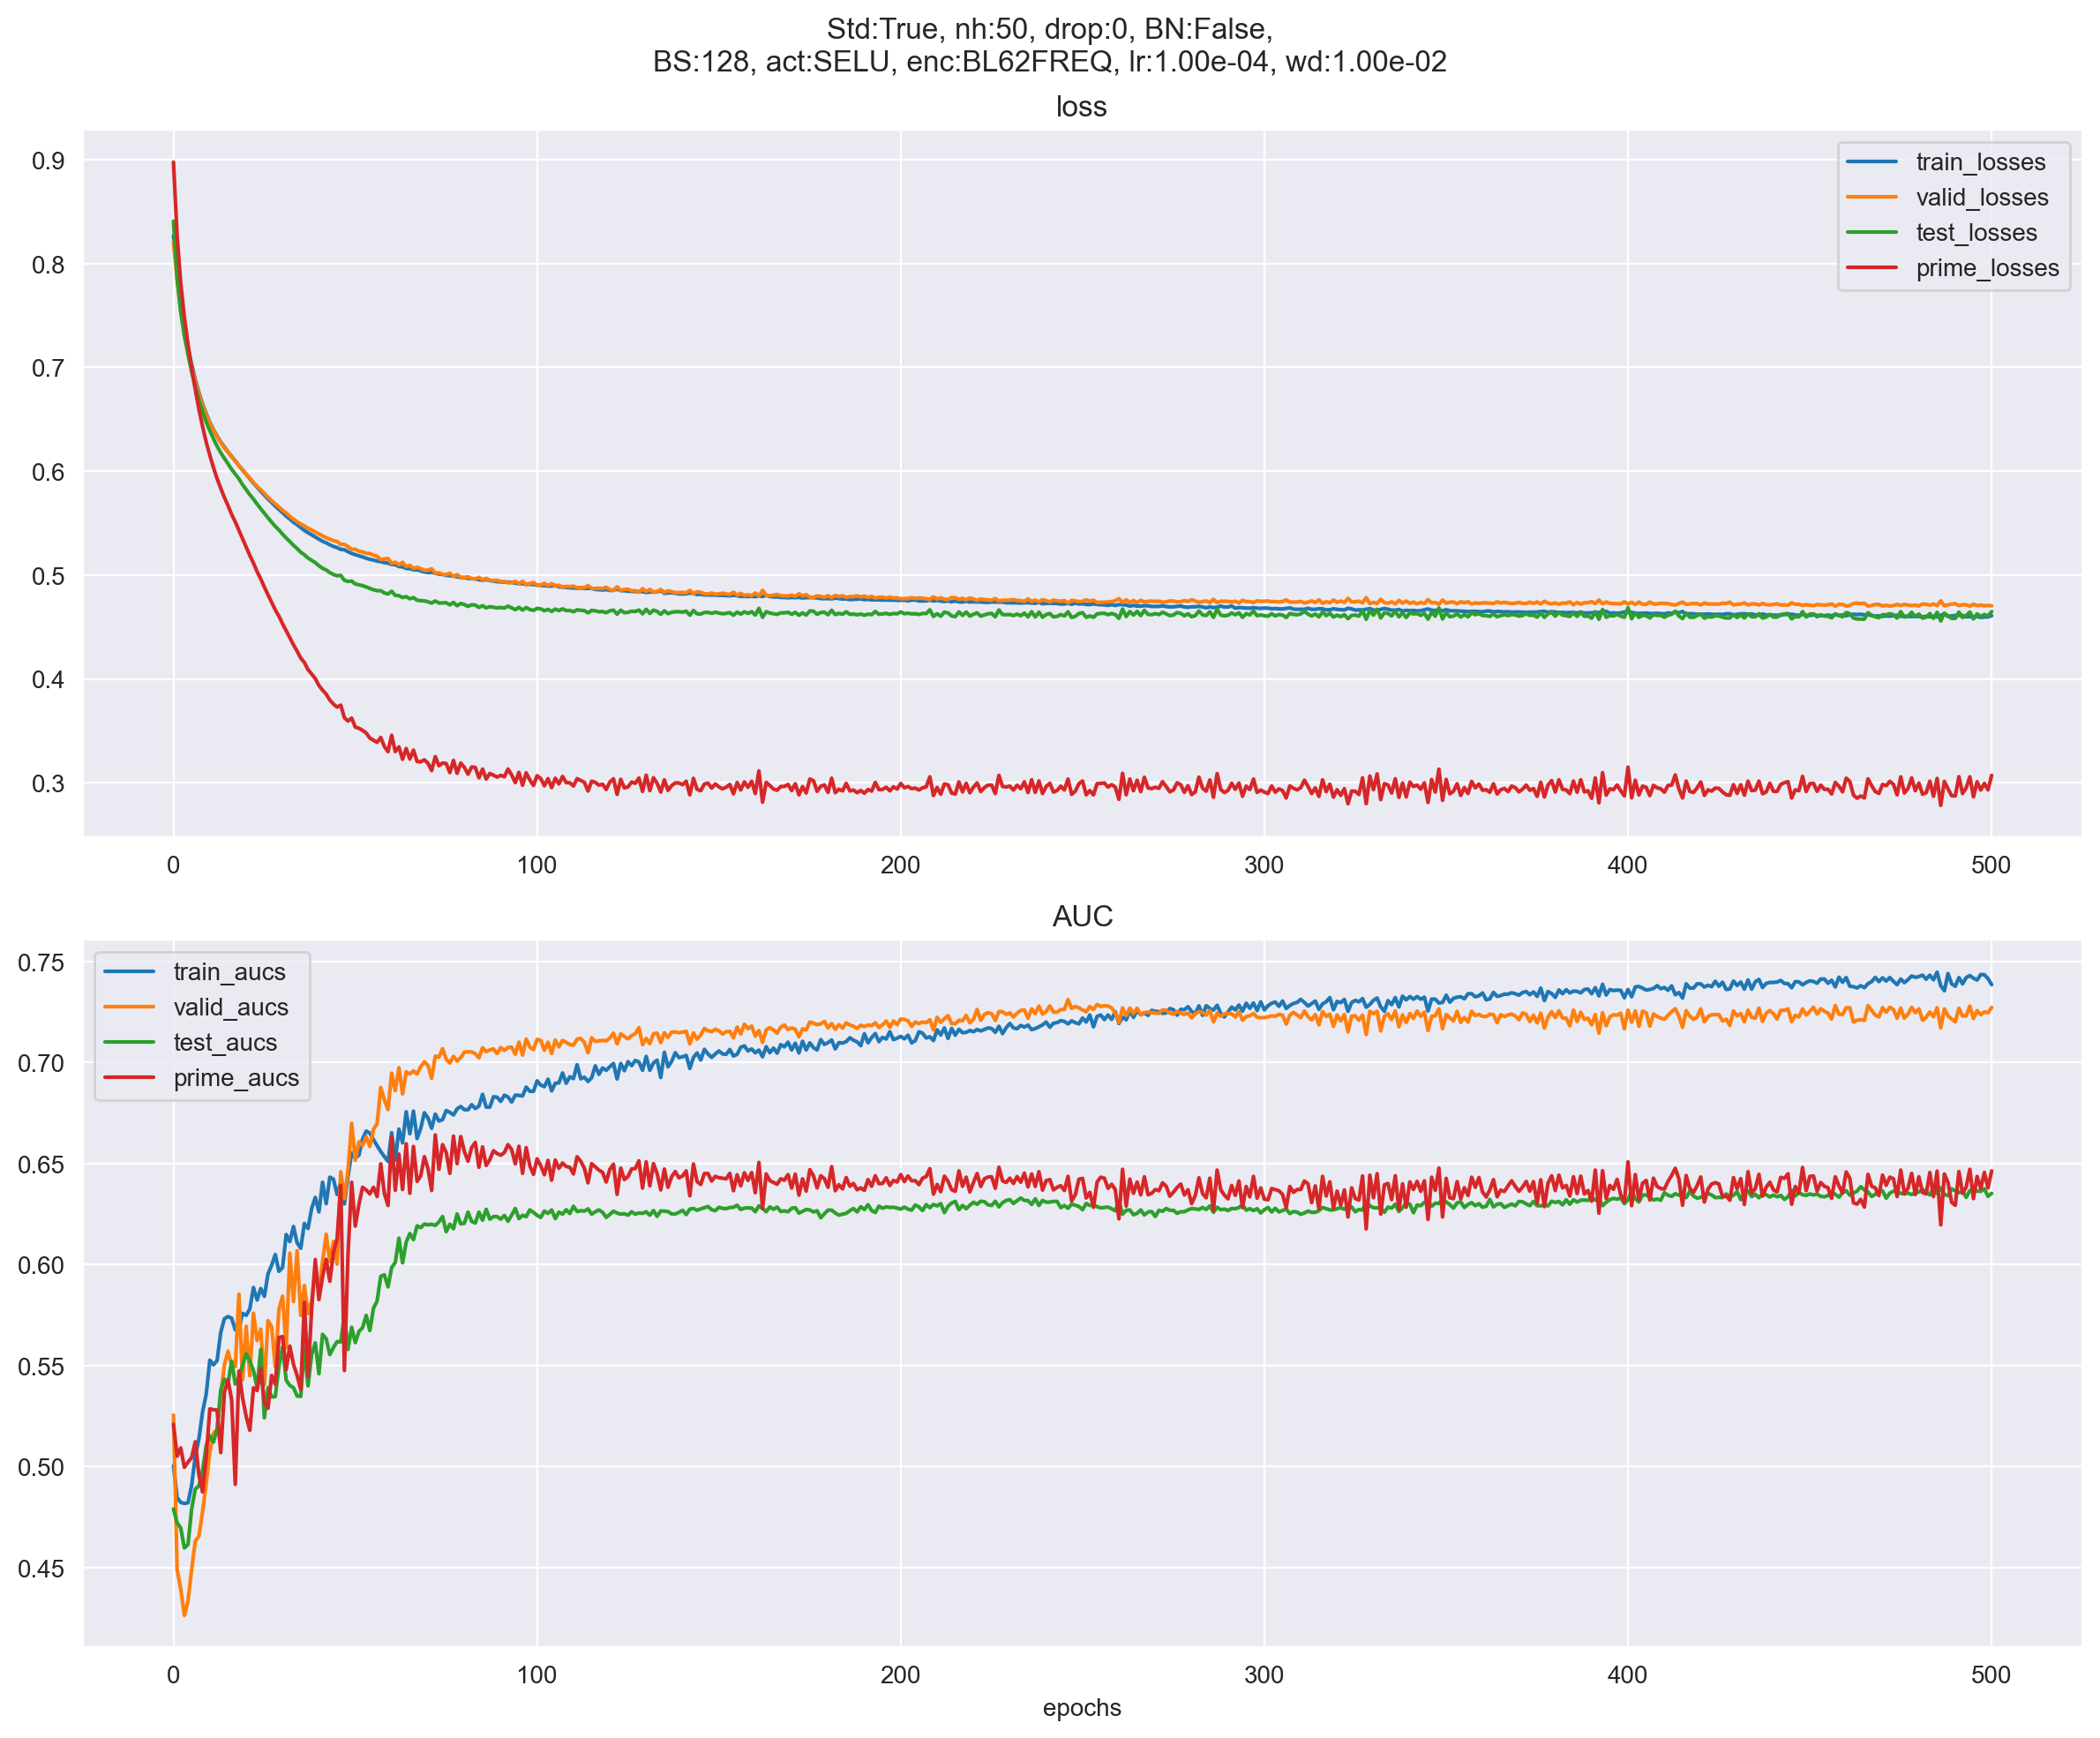 Std:True, nh:50, drop:0, BN:False,
BS:128, act:SELU, enc:BL62FREQ, lr:1.00e-04, wd:1.00e-02
loss
0.9
0.8
0.7
0.6
0.5
0.4
0.3
train_losses
valid_losses
test_losses
prime_losses
0 100 200 300 400 500
AUC
0.75
0.70
0.65
0.60
0.55
0.50
0.45
train_aucs
valid_aucs
test_aucs
prime_aucs
0 100 200 300 400 500
epochs